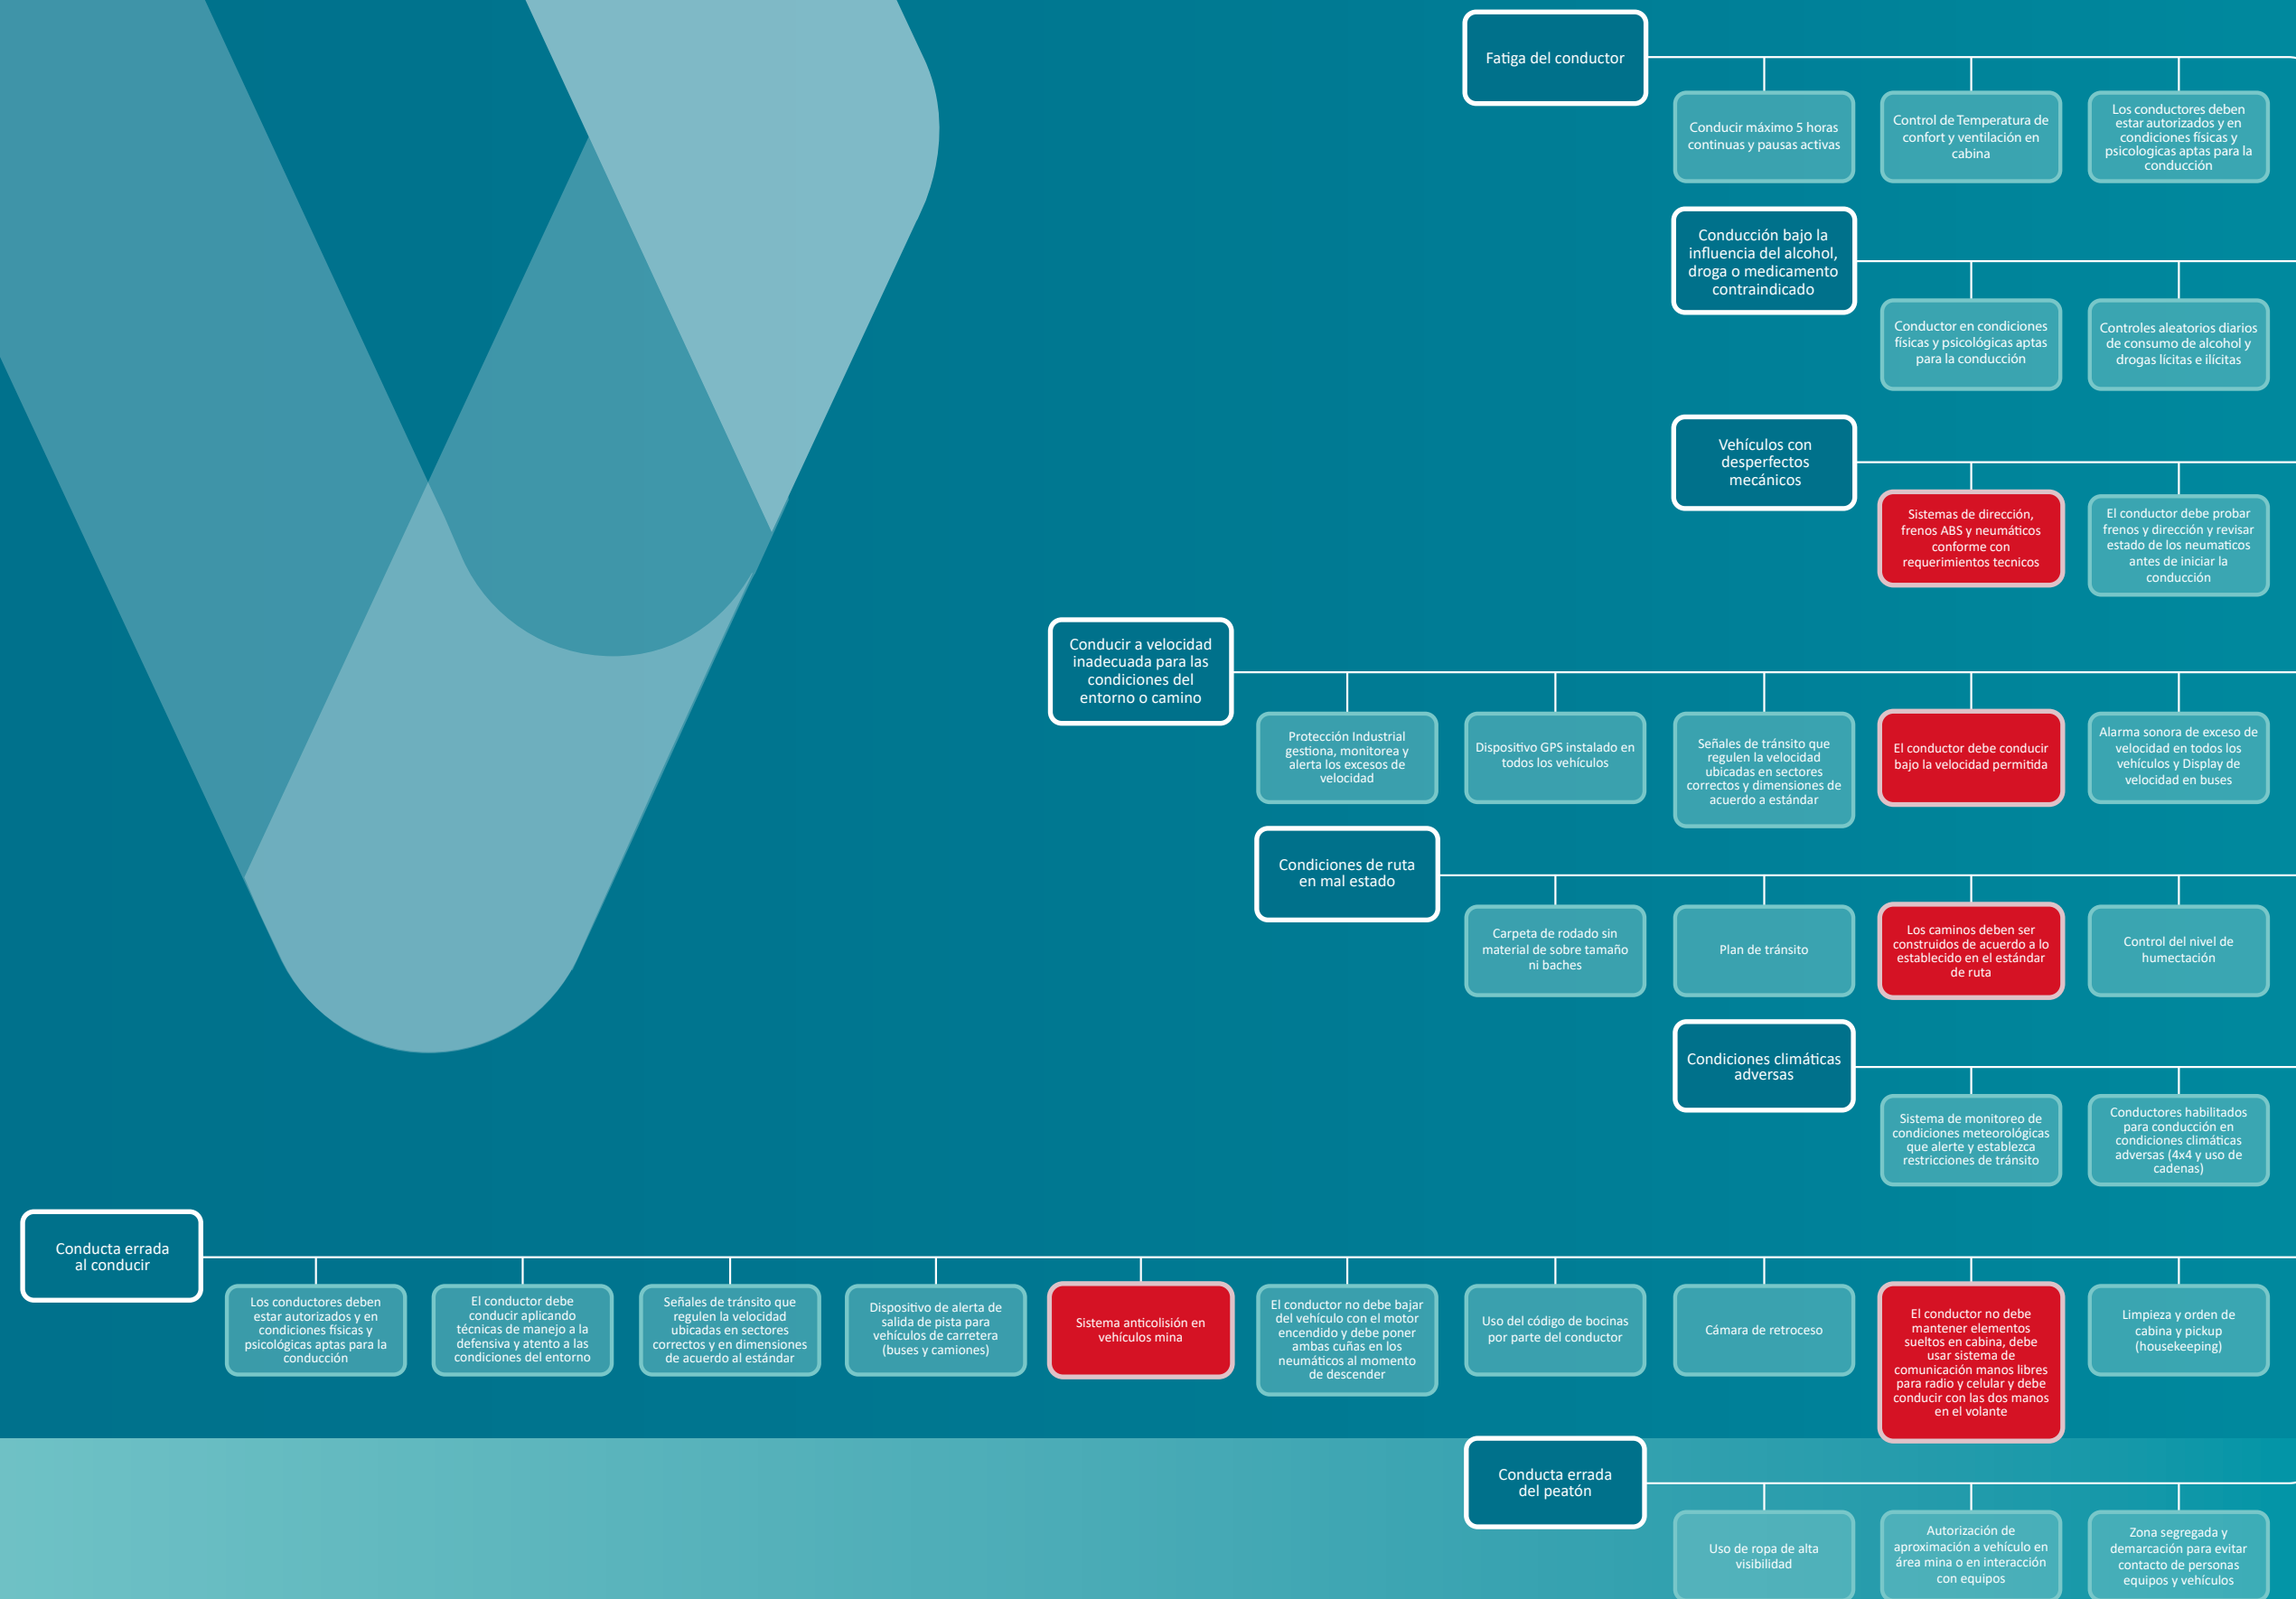 Fatiga del conductor
Conducir máximo 5 horas
continuas y pausas activas
Control de Temperatura de
confort y ventilación en
cabina
Los conductores deben
estar autorizados y en
condiciones físicas y
psicologicas aptas para la
conducción
Conducción bajo la
influencia del alcohol,
droga o medicamento
contraindicado
Conductor en condiciones
físicas y psicológicas aptas
para la conducción
Controles aleatorios diarios
de consumo de alcohol y
drogas lícitas e ilícitas
Vehículos con
desperfectos
mecánicos
Sistemas de dirección,
frenos ABS y neumáticos
conforme con
requerimientos tecnicos
El conductor debe probar
frenos y dirección y revisar
estado de los neumaticos
antes de iniciar la
conducción
Conducir a velocidad
inadecuada para las
condiciones del
entorno o camino
Protección Industrial
gestiona, monitorea y
alerta los excesos de
velocidad
Dispositivo GPS instalado en
todos los vehículos
Señales de tránsito que
regulen la velocidad
ubicadas en sectores
correctos y dimensiones de
acuerdo a estándar
El conductor debe conducir
bajo la velocidad permitida
Alarma sonora de exceso de
velocidad en todos los
vehículos y Display de
velocidad en buses
Condiciones de ruta
en mal estado
Carpeta de rodado sin
material de sobre tamaño
ni baches
Plan de tránsito
Los caminos deben ser
construidos de acuerdo a lo
establecido en el estándar
de ruta
Control del nivel de
humectación
Condiciones climáticas
adversas
Sistema de monitoreo de
condiciones meteorológicas
que alerte y establezca
restricciones de tránsito
Conductores habilitados
para conducción en
condiciones climáticas
adversas (4x4 y uso de
cadenas)
Conducta errada
al conducir
Los conductores deben
estar autorizados y en
condiciones físicas y
psicológicas aptas para la
conducción
El conductor debe
conducir aplicando
técnicas de manejo a la
defensiva y atento a las
condiciones del entorno
Señales de tránsito que
regulen la velocidad
ubicadas en sectores
correctos y en dimensiones
de acuerdo al estándar
Dispositivo de alerta de
salida de pista para
vehículos de carretera
(buses y camiones)
Sistema anticolisión en
vehículos mina
El conductor no debe bajar
del vehículo con el motor
encendido y debe poner
ambas cuñas en los
neumáticos al momento
de descender
Uso del código de bocinas
por parte del conductor
Cámara de retroceso
El conductor no debe
mantener elementos
sueltos en cabina, debe
usar sistema de
comunicación manos libres
para radio y celular y debe
conducir con las dos manos
en el volante
Limpieza y orden de
cabina y pickup
(housekeeping)
Conducta errada
del peatón
Uso de ropa de alta
visibilidad
Autorización de
aproximación a vehículo en
área mina o en interacción
con equipos
Zona segregada y
demarcación para evitar
contacto de personas
equipos y vehículos